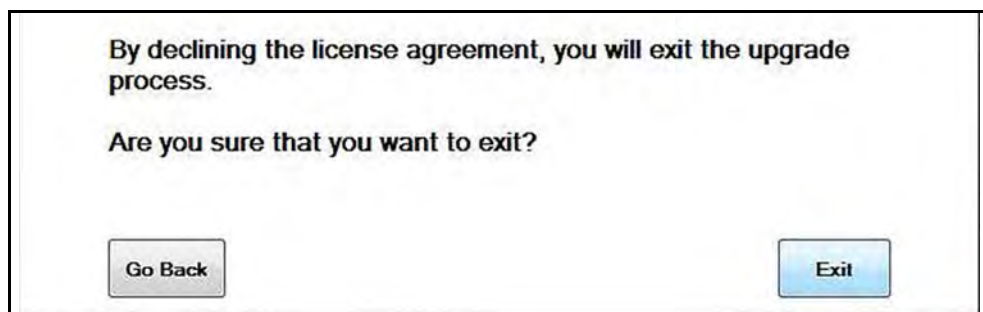 By declining the license agreement, you will exit the upgrade
process.
Are you sure that you want to exit?
Go Back
Exit